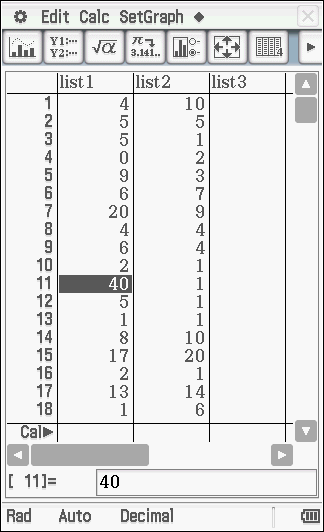 Edit Calc SetGraph ◆
Y1:··· Y2:··· √α π 3.141.. 4
list1 list2 list3
1 4 10
2 5 5
3 5 1
4 0 2
5 9 3
6 6 7
7 20 9
8 4 4
9 6 4
10 2 1
11 40 1
12 5 1
13 1 1
14 8 10
15 17 20
16 2 1
17 13 14
18 1 6
Cal▶
[ 11]= 40
Rad Auto Decimal